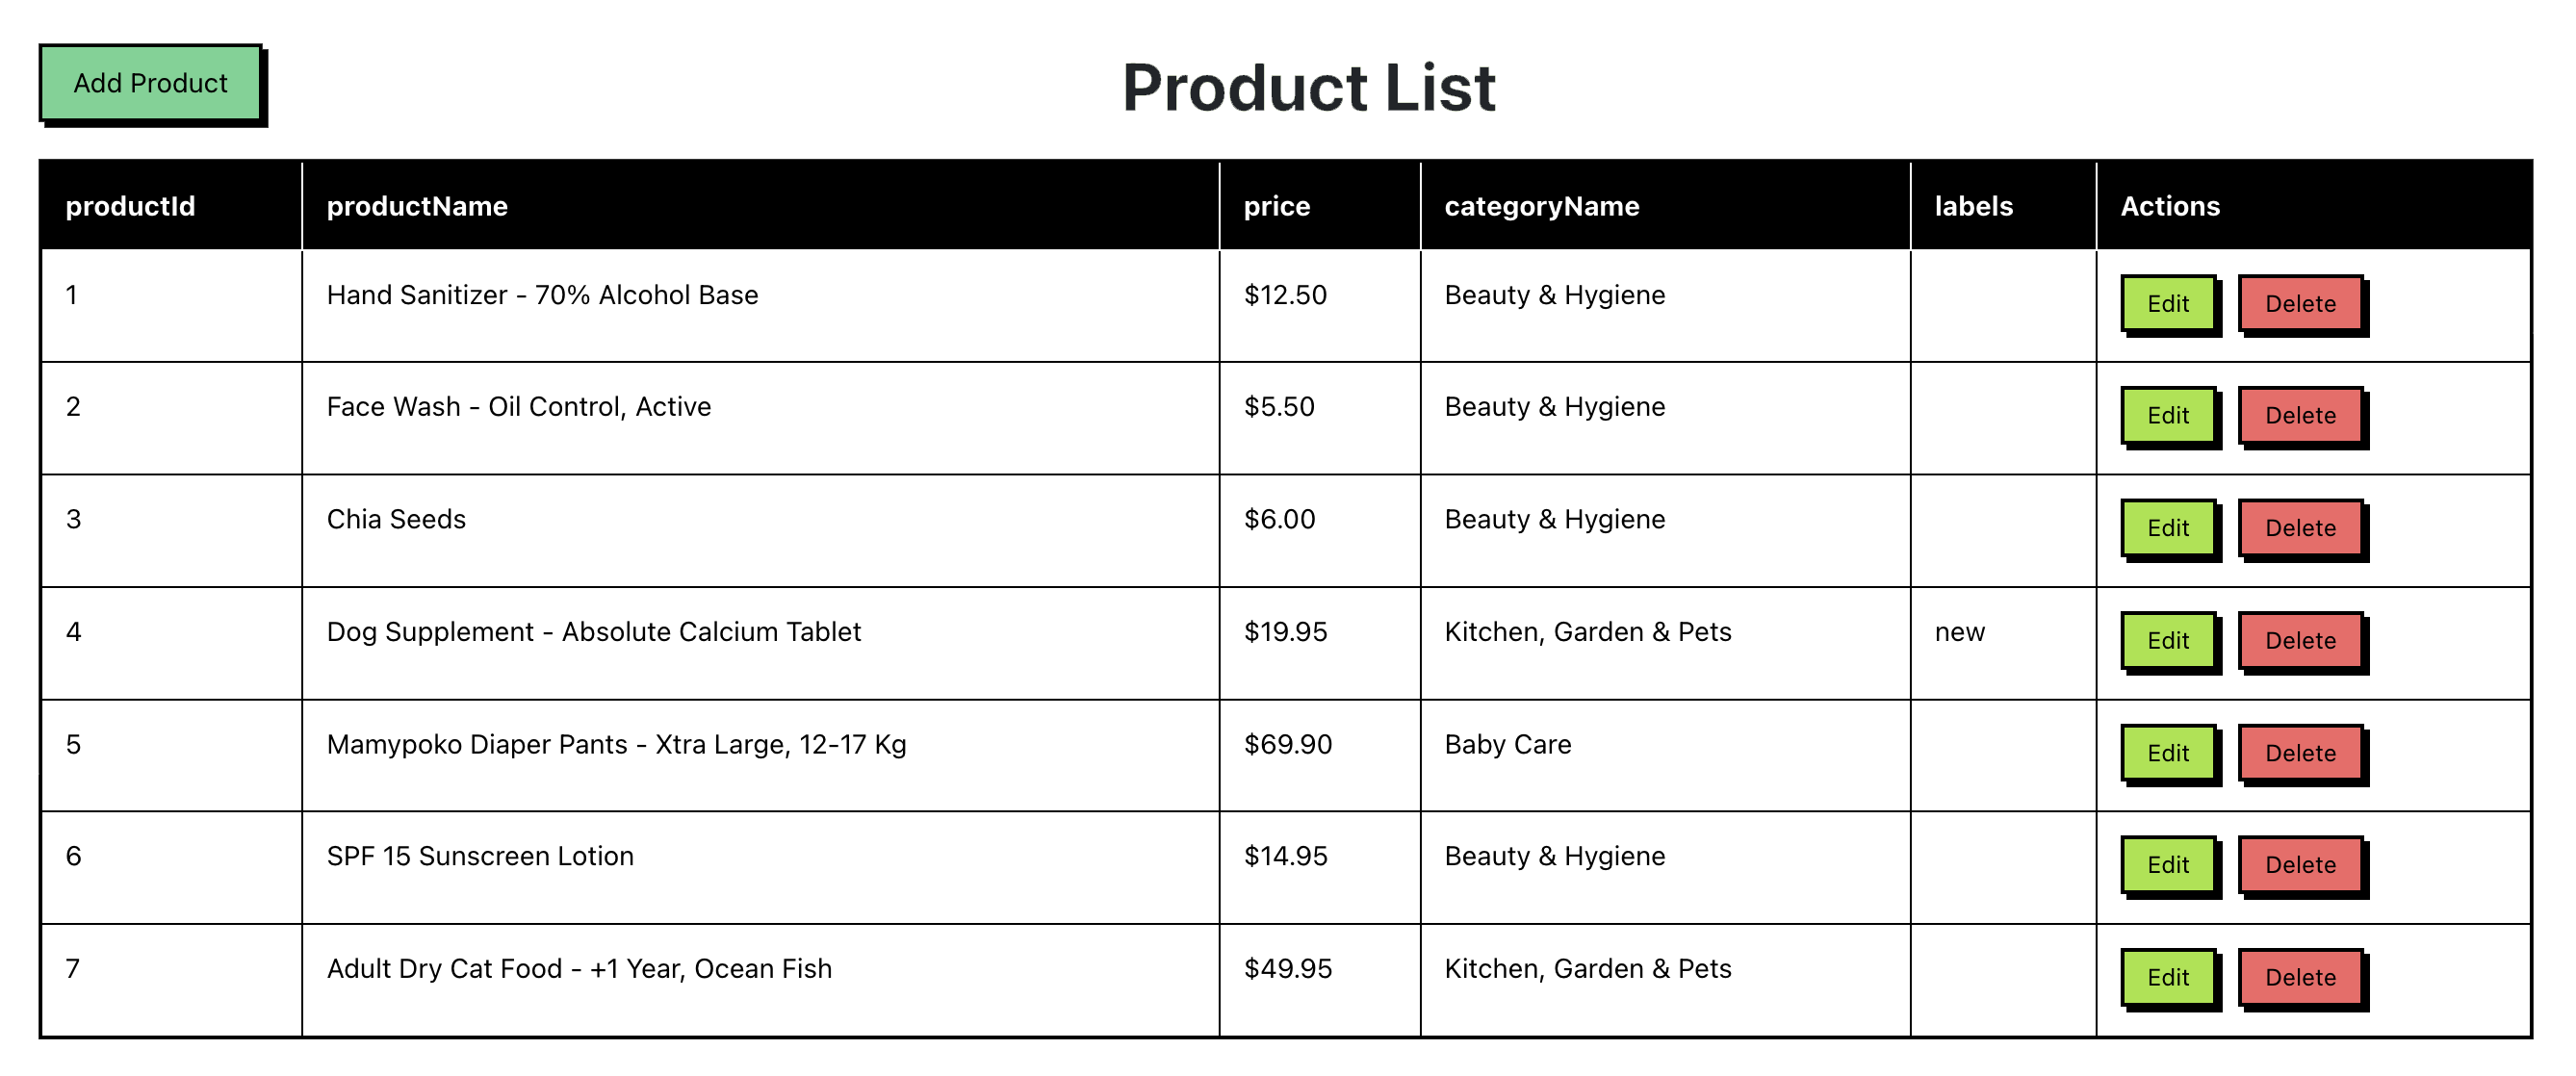 Add Product
Product List
productId productName price categoryName labels Actions
1 Hand Sanitizer - 70% Alcohol Base $12.50 Beauty & Hygiene Edit Delete
2 Face Wash - Oil Control, Active $5.50 Beauty & Hygiene Edit Delete
3 Chia Seeds $6.00 Beauty & Hygiene Edit Delete
4 Dog Supplement - Absolute Calcium Tablet $19.95 Kitchen, Garden & Pets new Edit Delete
5 Mamypoko Diaper Pants - Xtra Large, 12-17 Kg $69.90 Baby Care Edit Delete
6 SPF 15 Sunscreen Lotion $14.95 Beauty & Hygiene Edit Delete
7 Adult Dry Cat Food - +1 Year, Ocean Fish $49.95 Kitchen, Garden & Pets Edit Delete